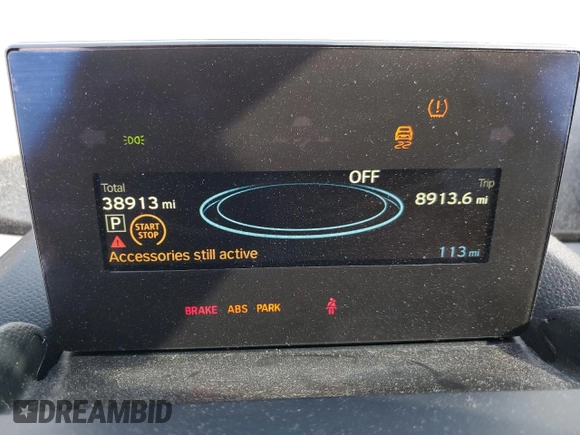 OFF
Total
Trip
38913 mi
8913.6 mi
P
START
STOP
Accessories still active
113 mi
BRAKE ABS PARK
DREAMBID